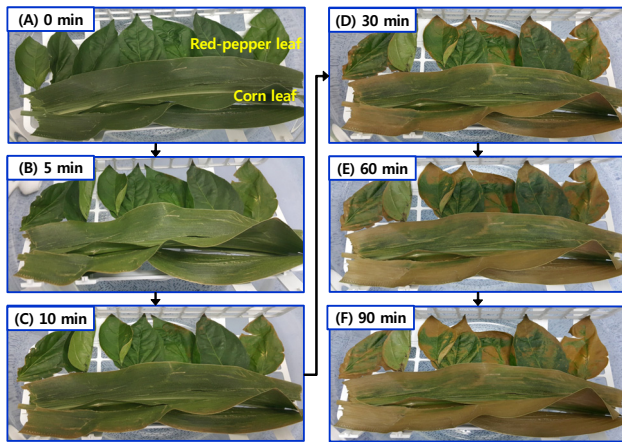 (A) 0 min
Red-pepper leaf
Corn leaf
(B) 5 min
(C) 10 min
(D) 30 min
(E) 60 min
(F) 90 min